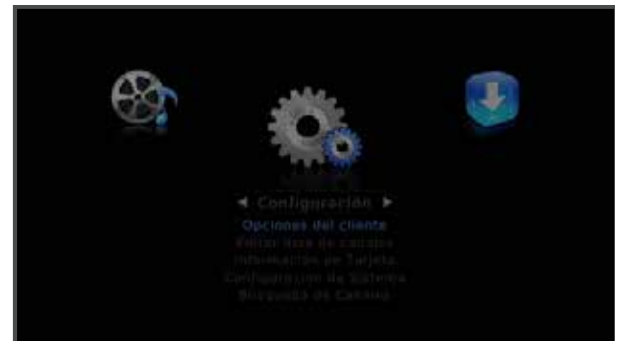 ◄ Configuración ►
Opciones del cliente
Editar lista de canales
Información de Tarjeta
Configuración de Sistema
Búsqueda de Canales